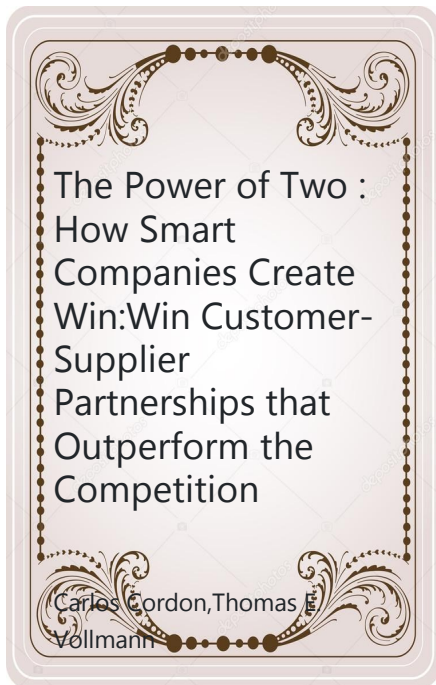 The Power of Two :
How Smart
Companies Create
Win:Win Customer-
Supplier
Partnerships that
Outperform the
Competition
Carlos Cordon,Thomas E.
Vollmann